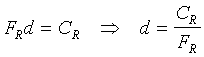 F_R d = C_R ⇒ d = C_R / F_R